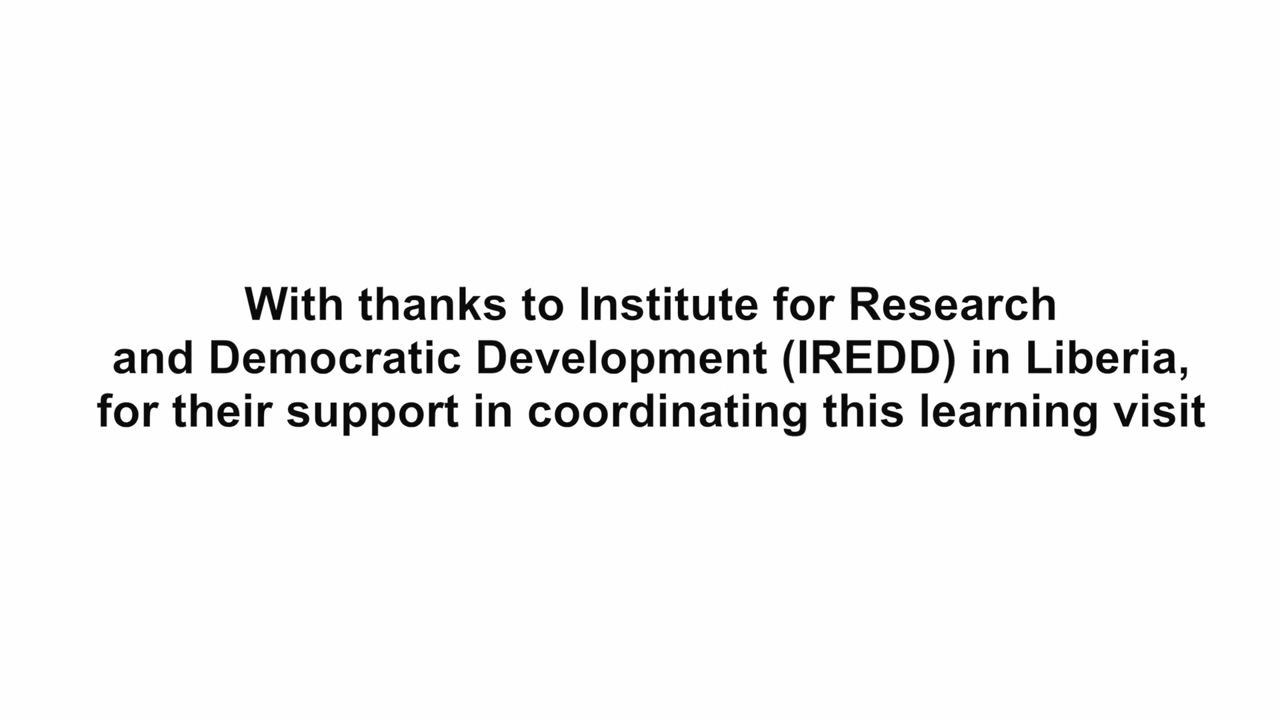 With thanks to Institute for Research
and Democratic Development (IREDD) in Liberia,
for their support in coordinating this learning visit